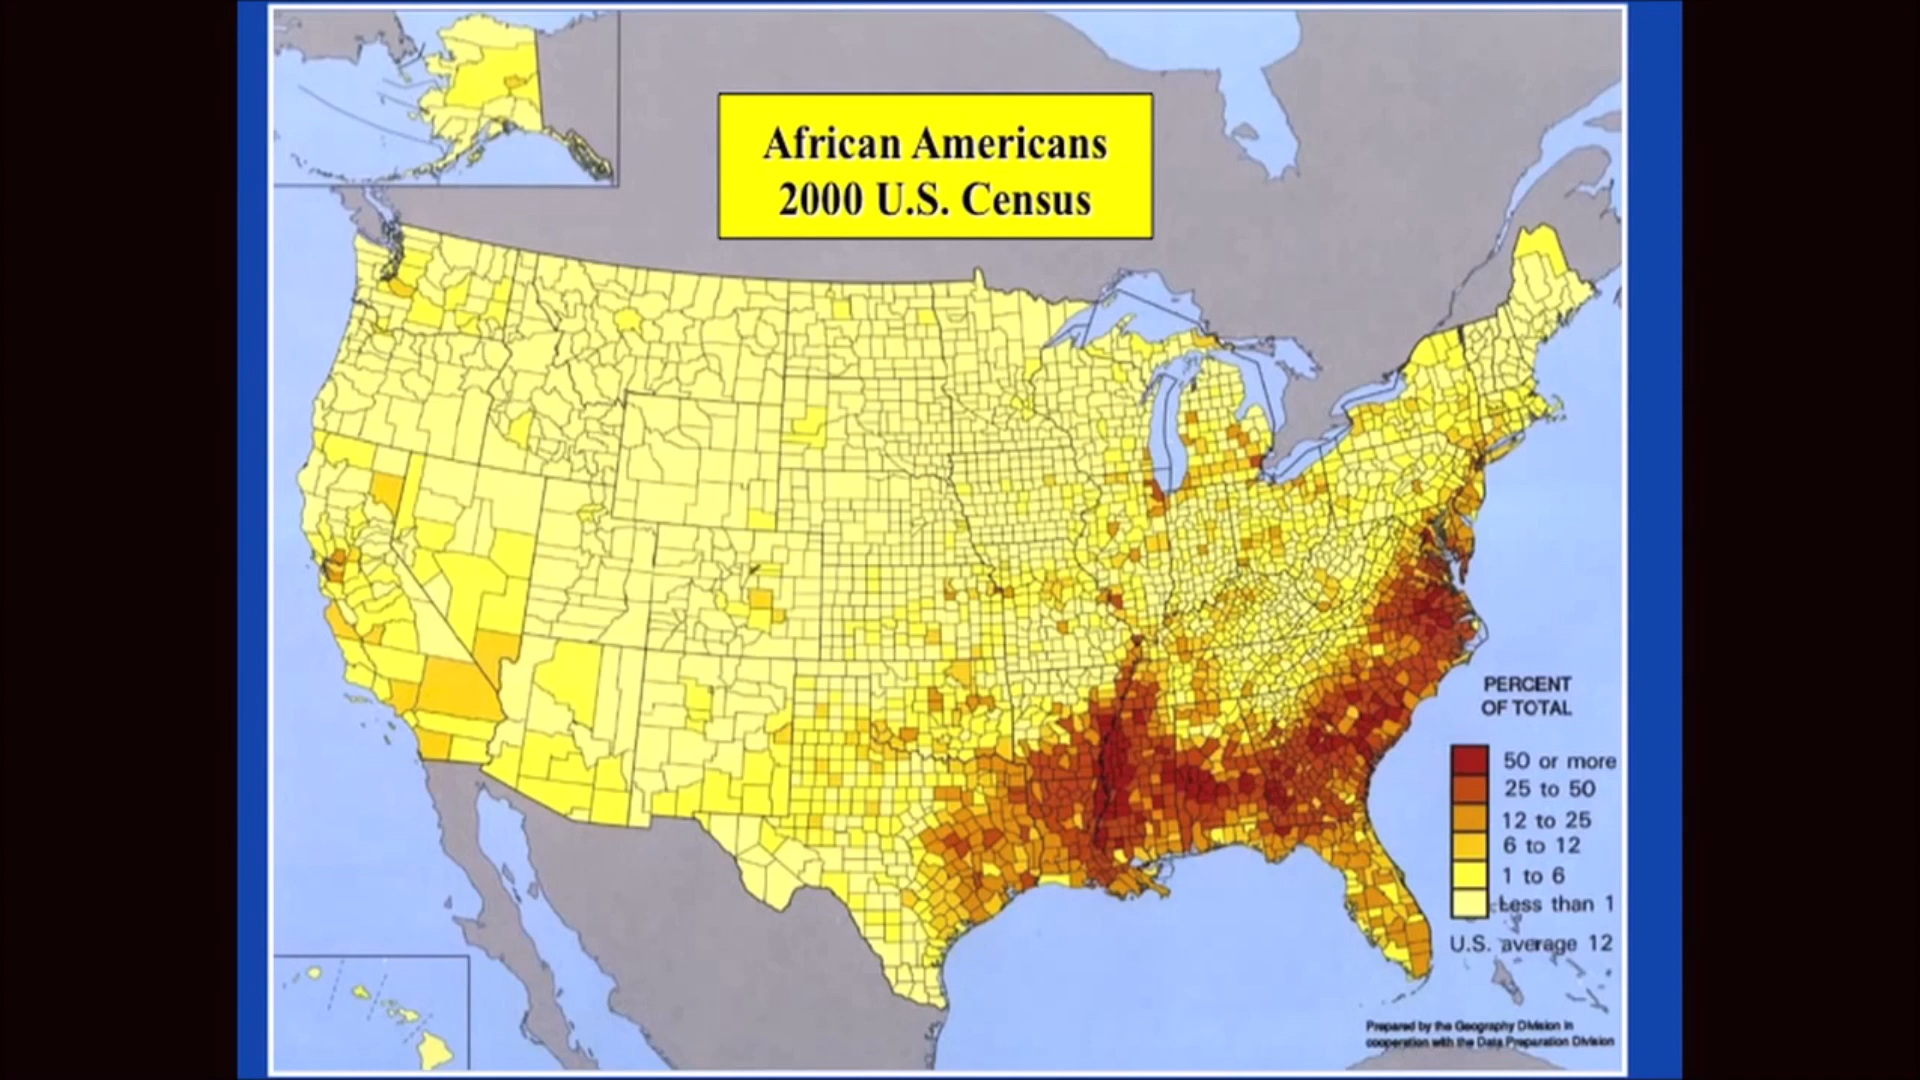 African Americans
2000 U.S. Census
PERCENT
OF TOTAL
50 or more
25 to 50
12 to 25
6 to 12
1 to 6
Less than 1
U.S. average 12
Prepared by the Geography Division in
cooperation with the Data Preparation Division